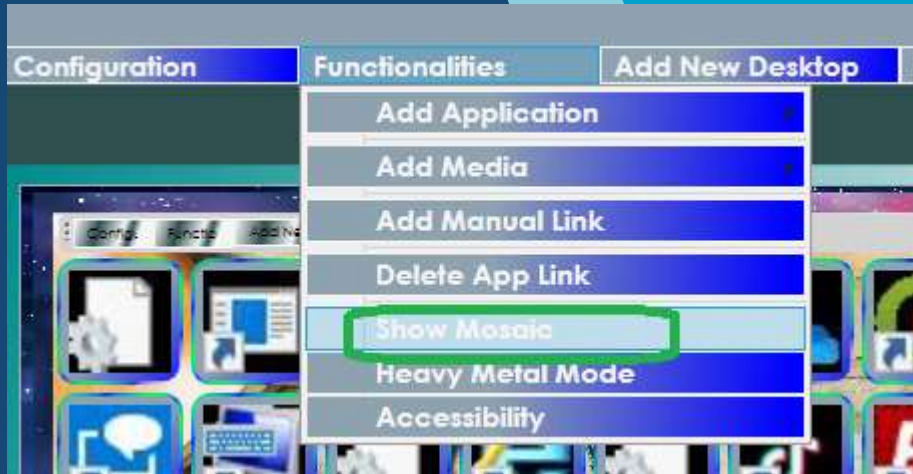 Configuration
Functionalities
Add New Desktop
Add Application
Add Media
Add Manual Link
Delete App Link
Show Mosaic
Heavy Metal Mode
Accessibility